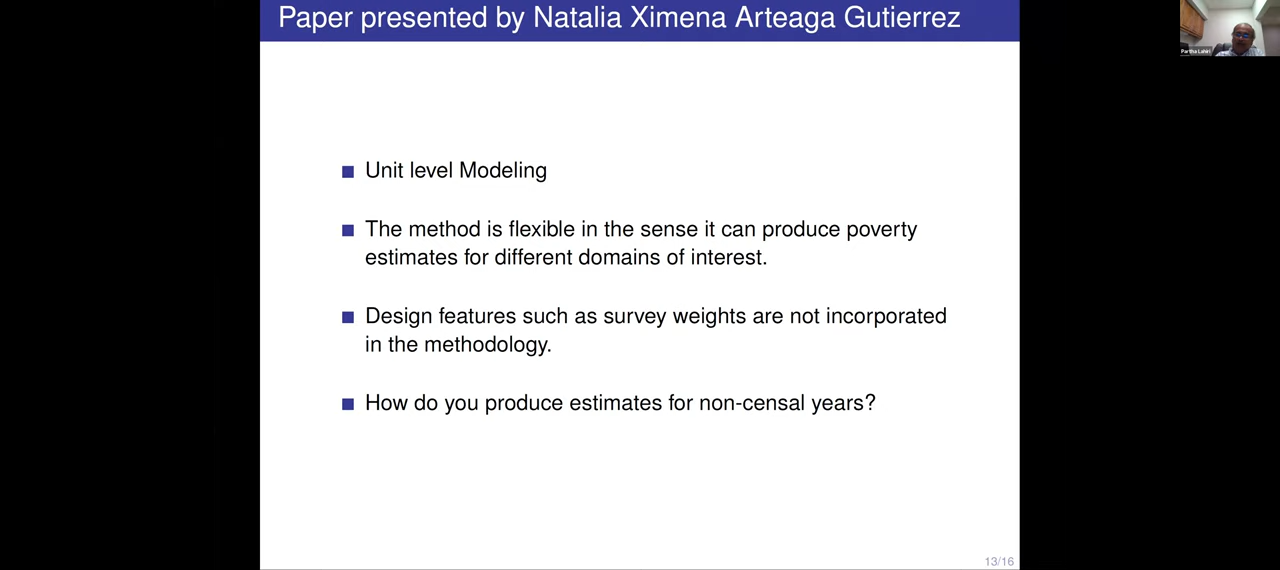 Paper presented by Natalia Ximena Arteaga Gutierrez
Partha Lahiri
Unit level Modeling
The method is flexible in the sense it can produce poverty
estimates for different domains of interest.
Design features such as survey weights are not incorporated
in the methodology.
How do you produce estimates for non-censal years?
13/16